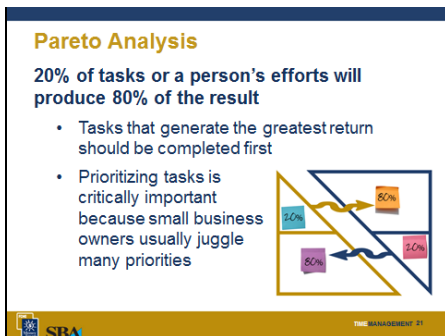 Pareto Analysis
20% of tasks or a person's efforts will
produce 80% of the result
• Tasks that generate the greatest return
should be completed first
• Prioritizing tasks is
critically important
because small business
owners usually juggle
many priorities
80%
20%
20%
80%
SBA
TIMEMANAGEMENT 21